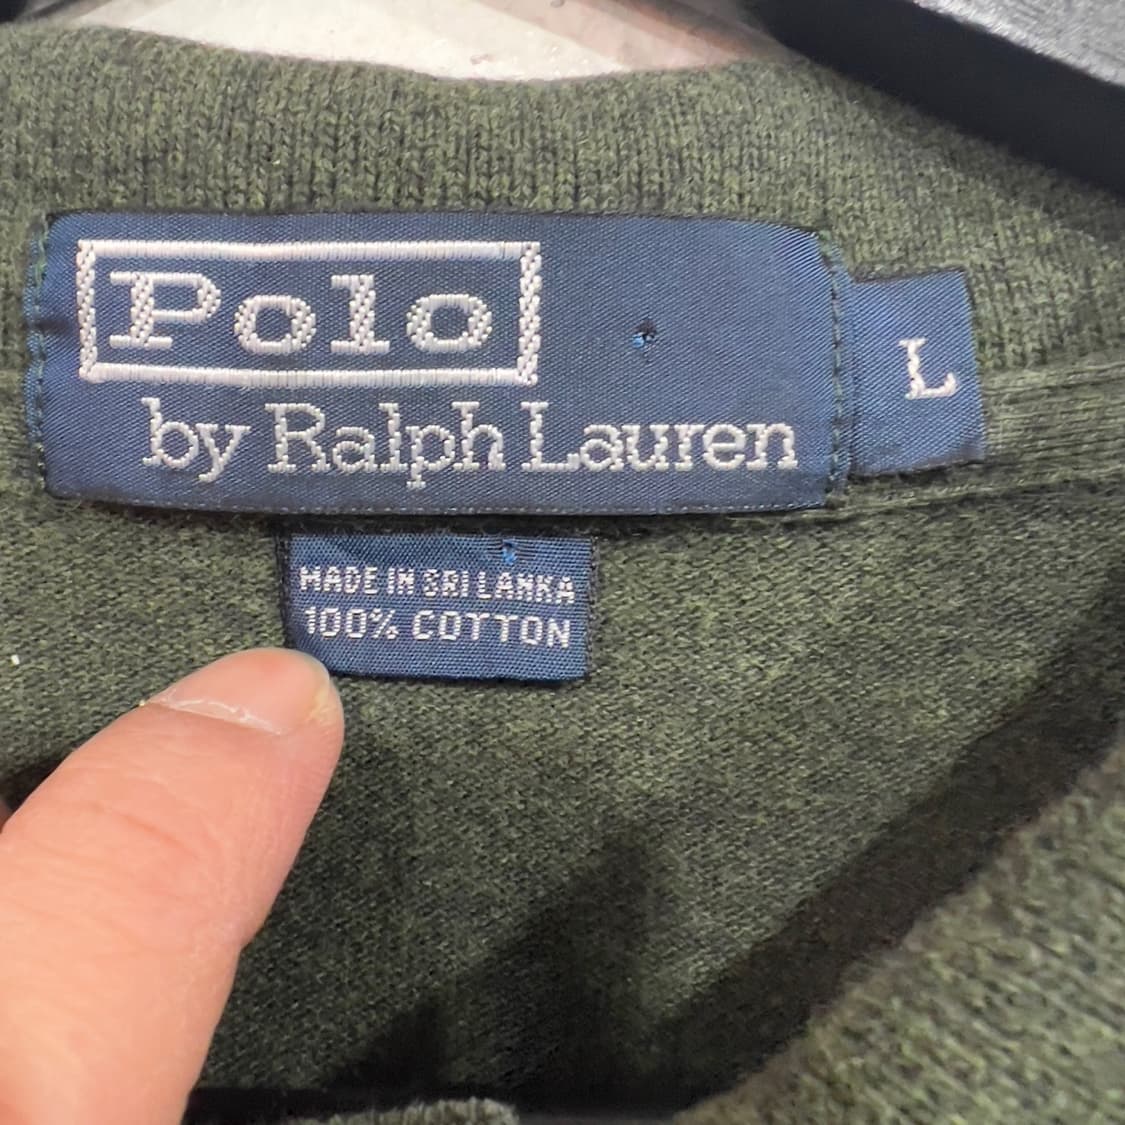 Polo
by Ralph Lauren
L
MADE IN SRI LANKA
100% COTTON